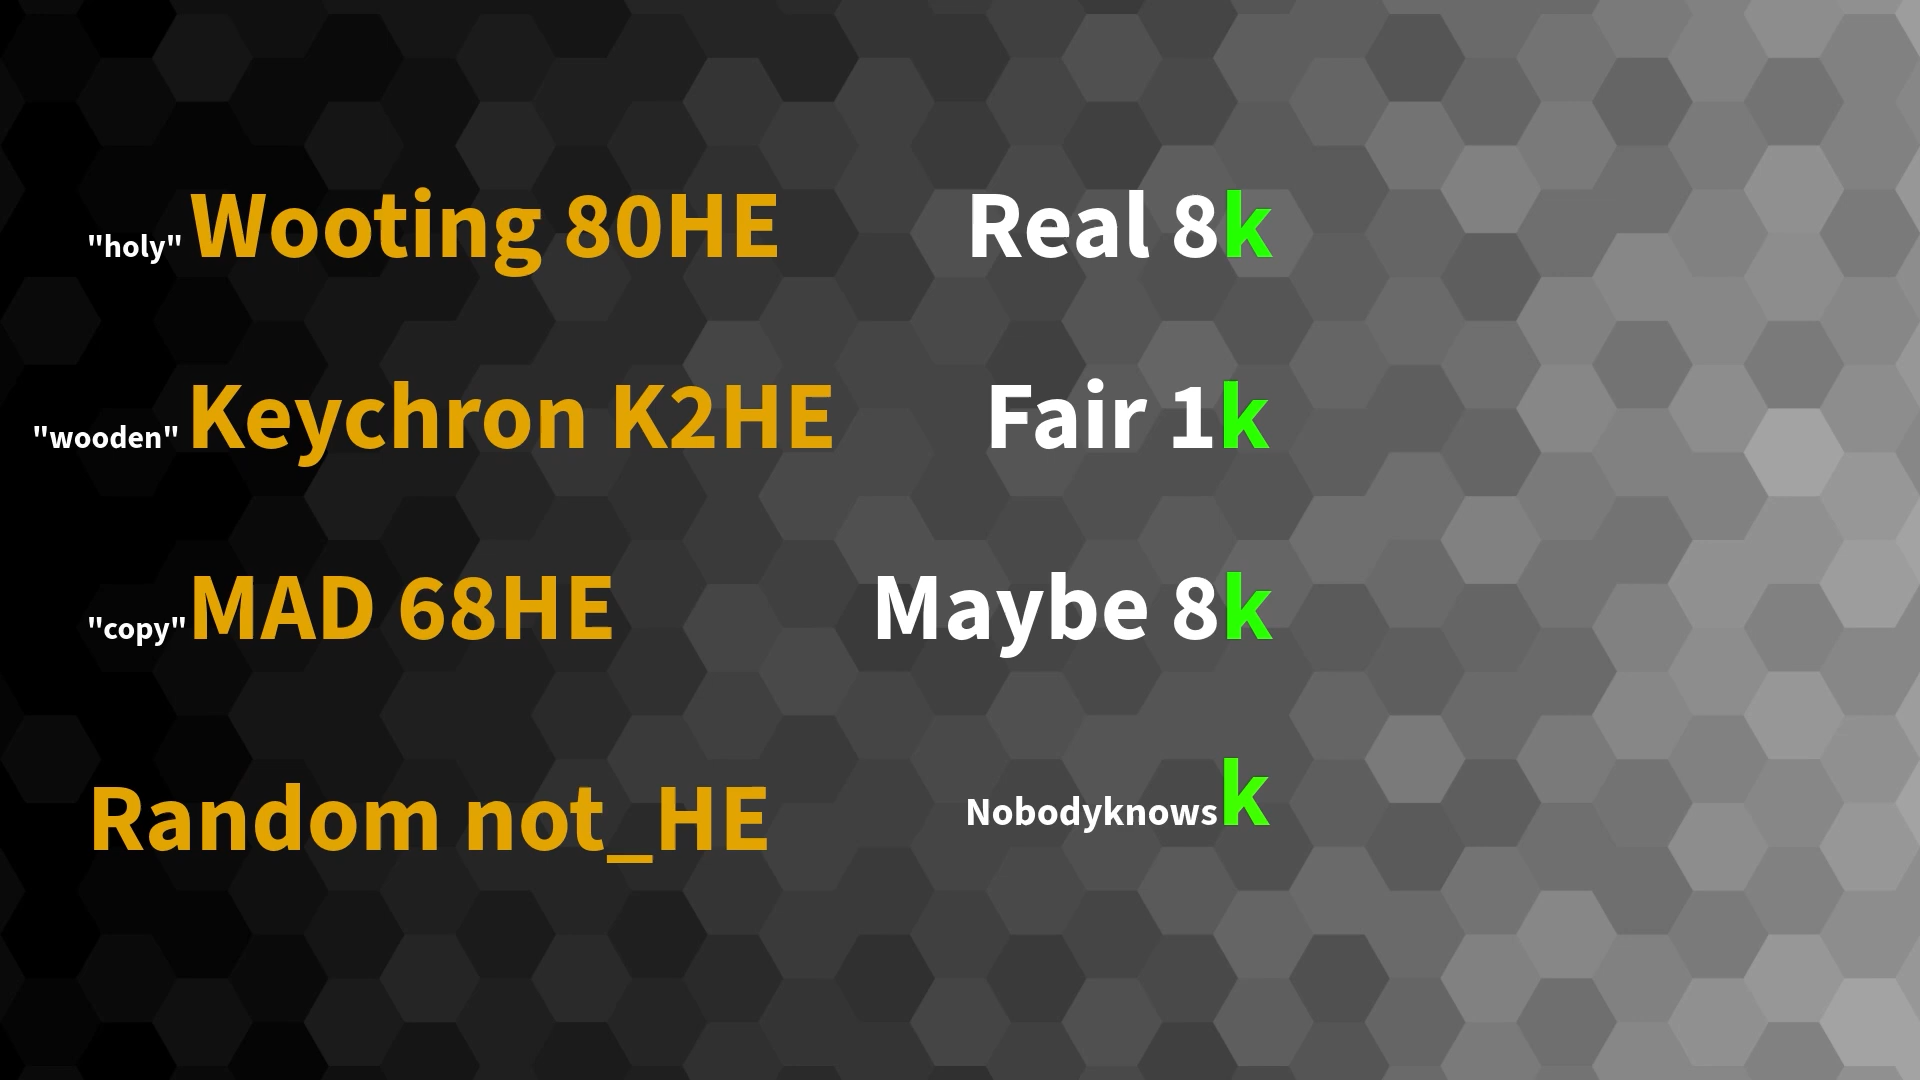 "holy" Wooting 80HE Real 8k
"wooden" Keychron K2HE Fair 1k
"copy" MAD 68HE Maybe 8k
Random not_HE Nobodyknowsk